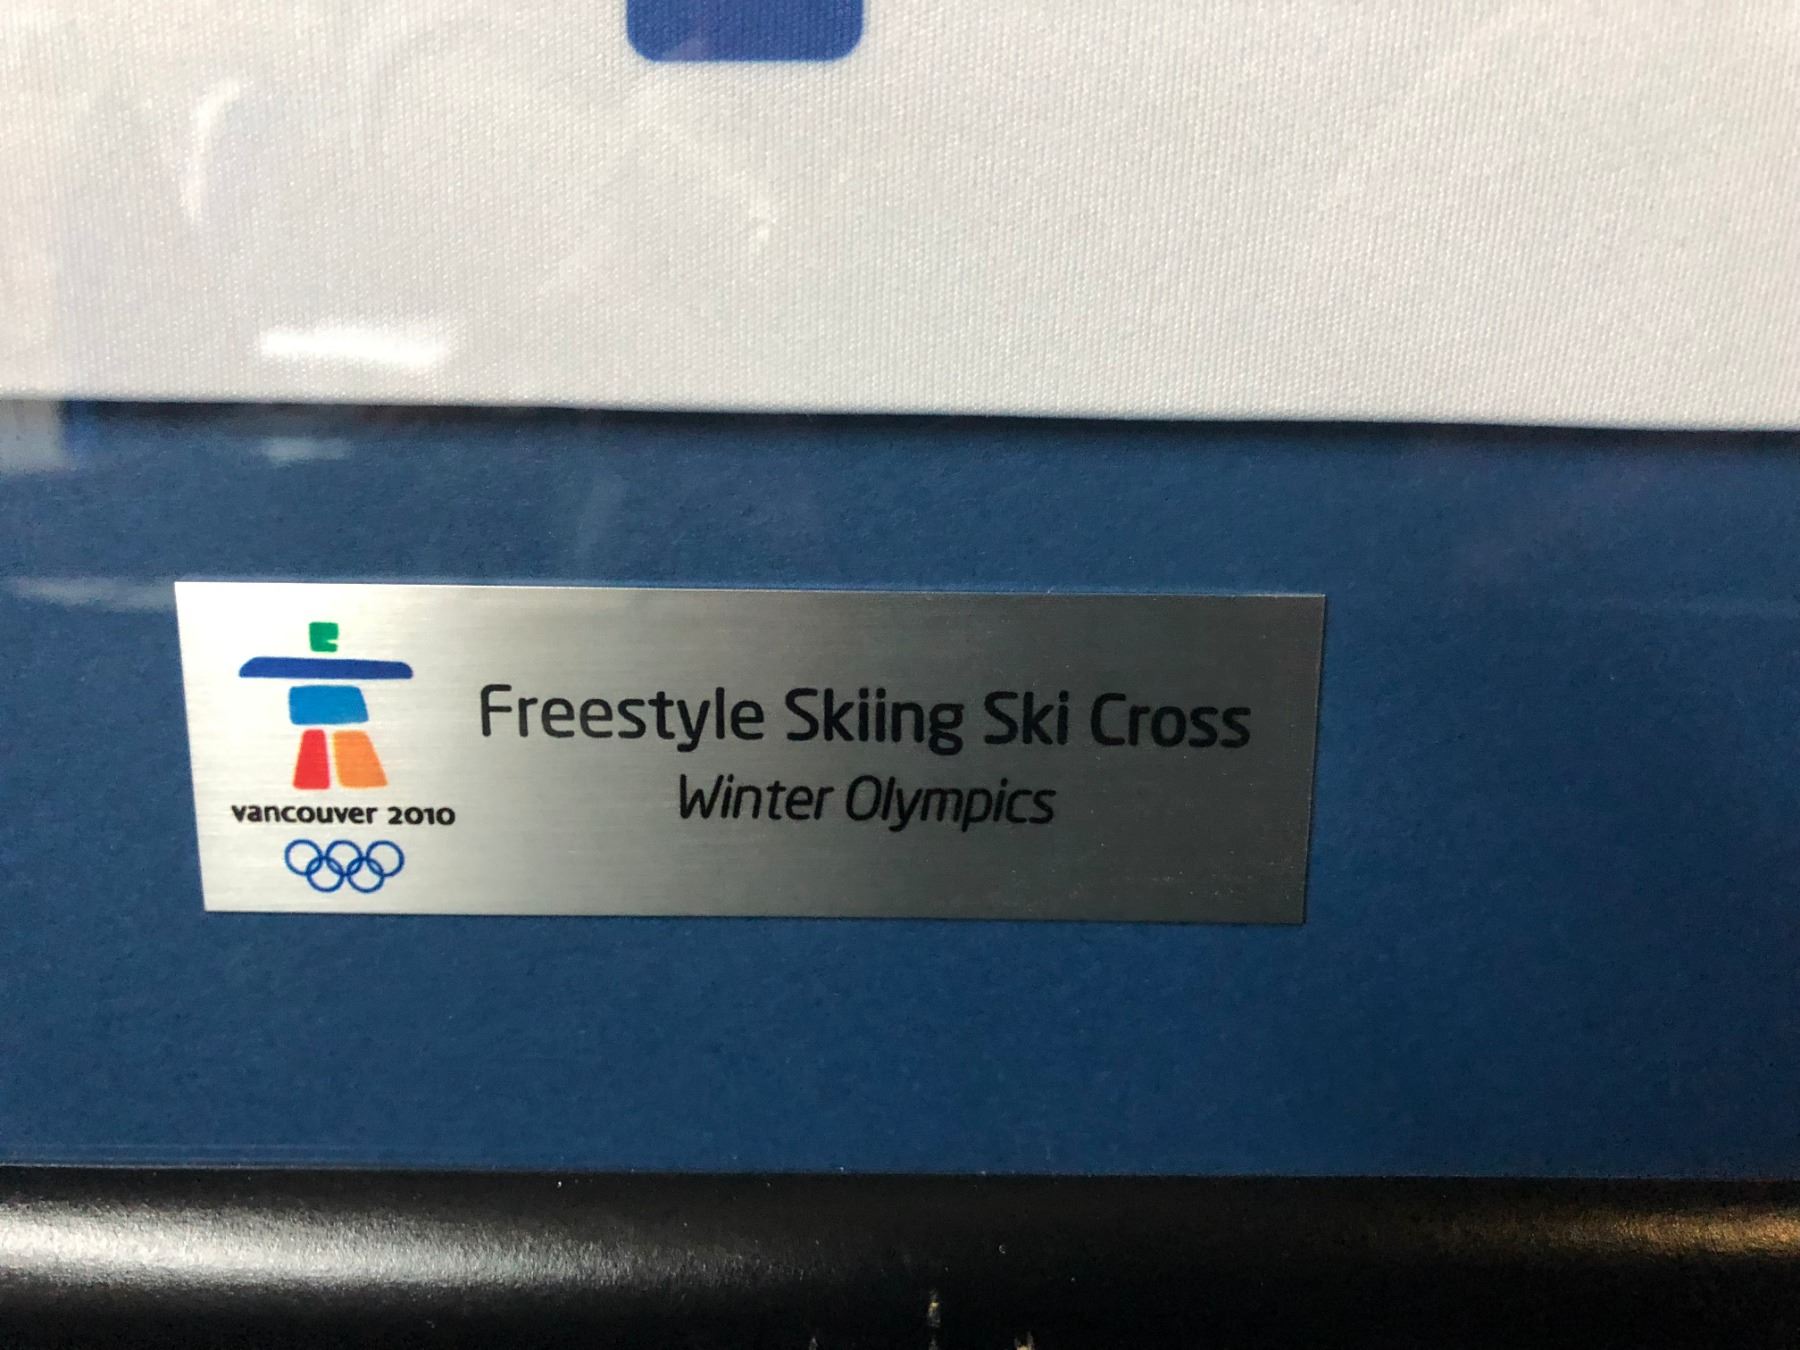 Freestyle Skiing Ski Cross
Winter Olympics
vancouver 2010